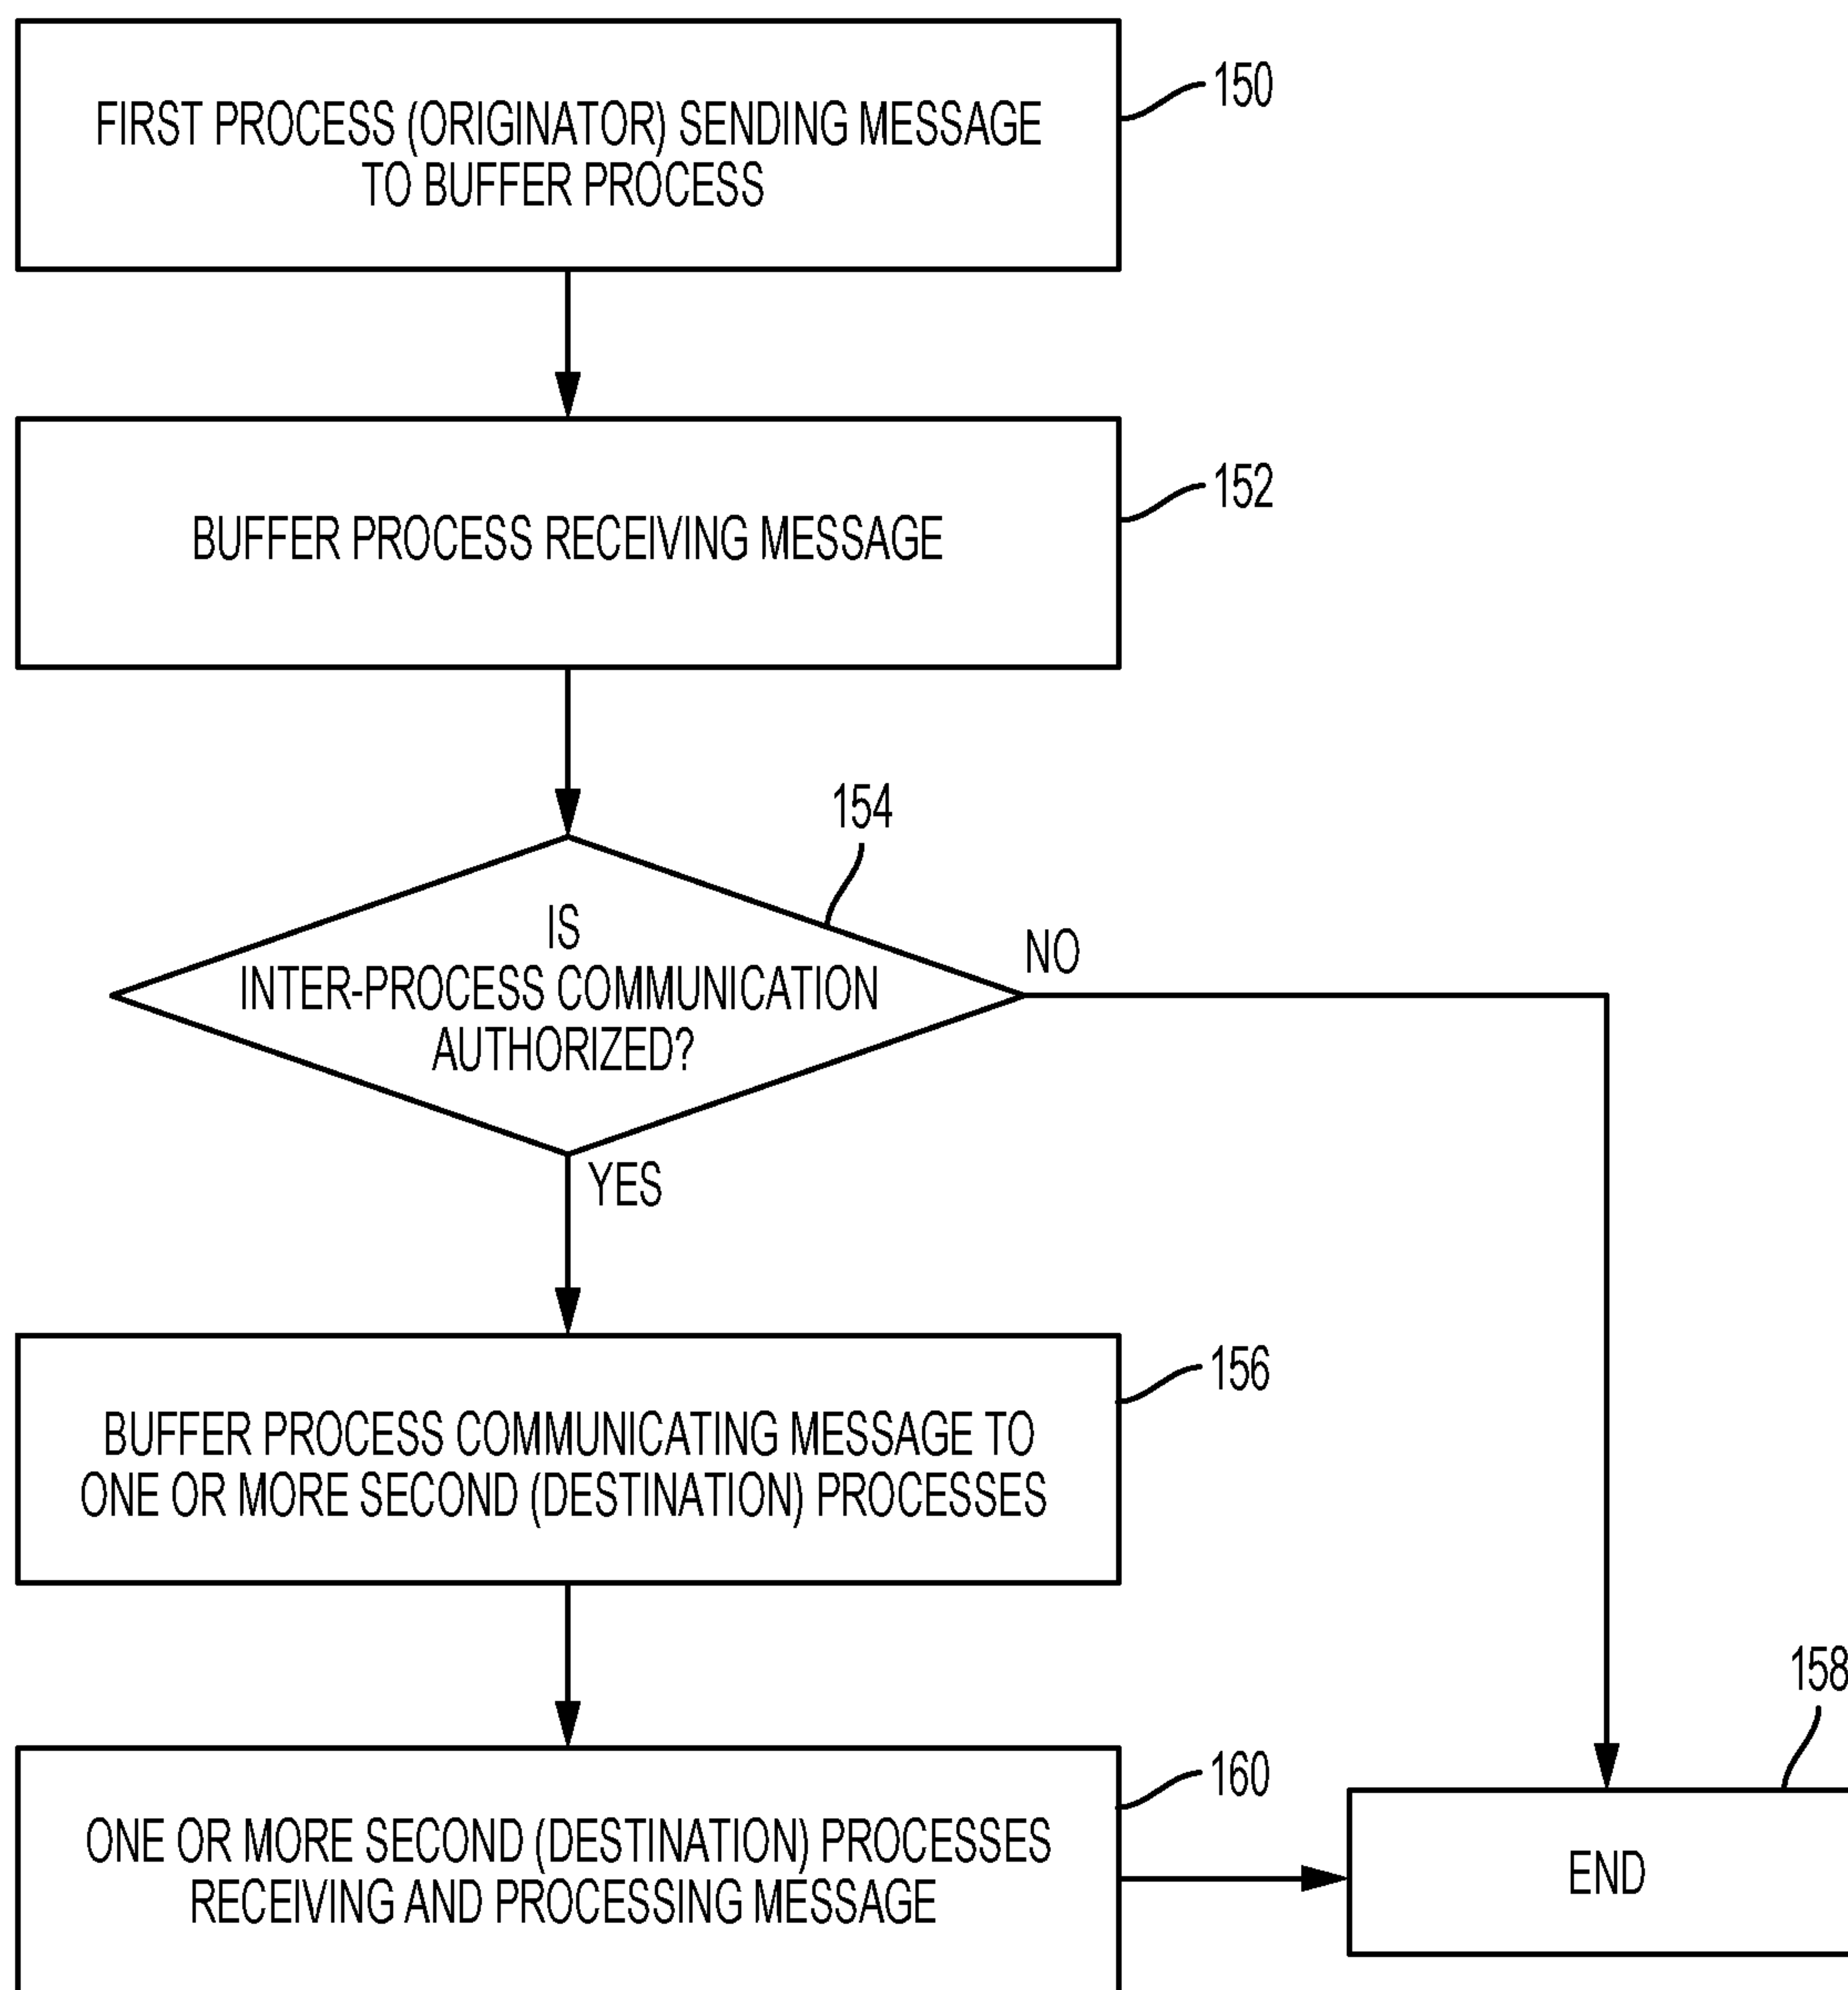 FIRST PROCESS (ORIGINATOR) SENDING MESSAGE
TO BUFFER PROCESS
150
BUFFER PROCESS RECEIVING MESSAGE
152
154
IS
INTER-PROCESS COMMUNICATION
AUTHORIZED?
NO
YES
BUFFER PROCESS COMMUNICATING MESSAGE TO
ONE OR MORE SECOND (DESTINATION) PROCESSES
156
ONE OR MORE SECOND (DESTINATION) PROCESSES
RECEIVING AND PROCESSING MESSAGE
160
158
END